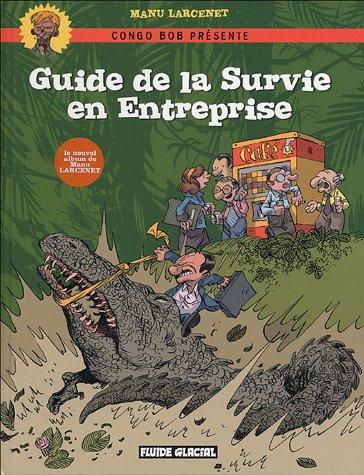 MANU LARCENET
CONGO BOB PRÉSENTE
Guide de la Survie
en Entreprise
le nouvel
album de
Manu
LARCENET
Café
FLUIDE GLACIAL